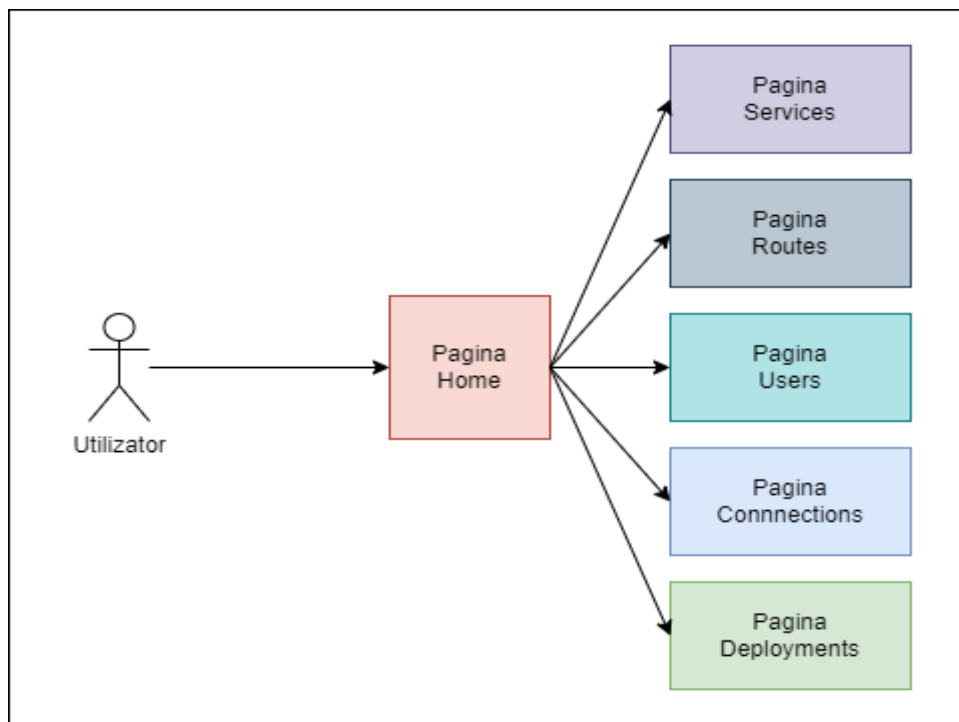 Pagina
Services
Pagina
Routes
Pagina
Home
Pagina
Users
Utilizator
Pagina
Connnections
Pagina
Deployments